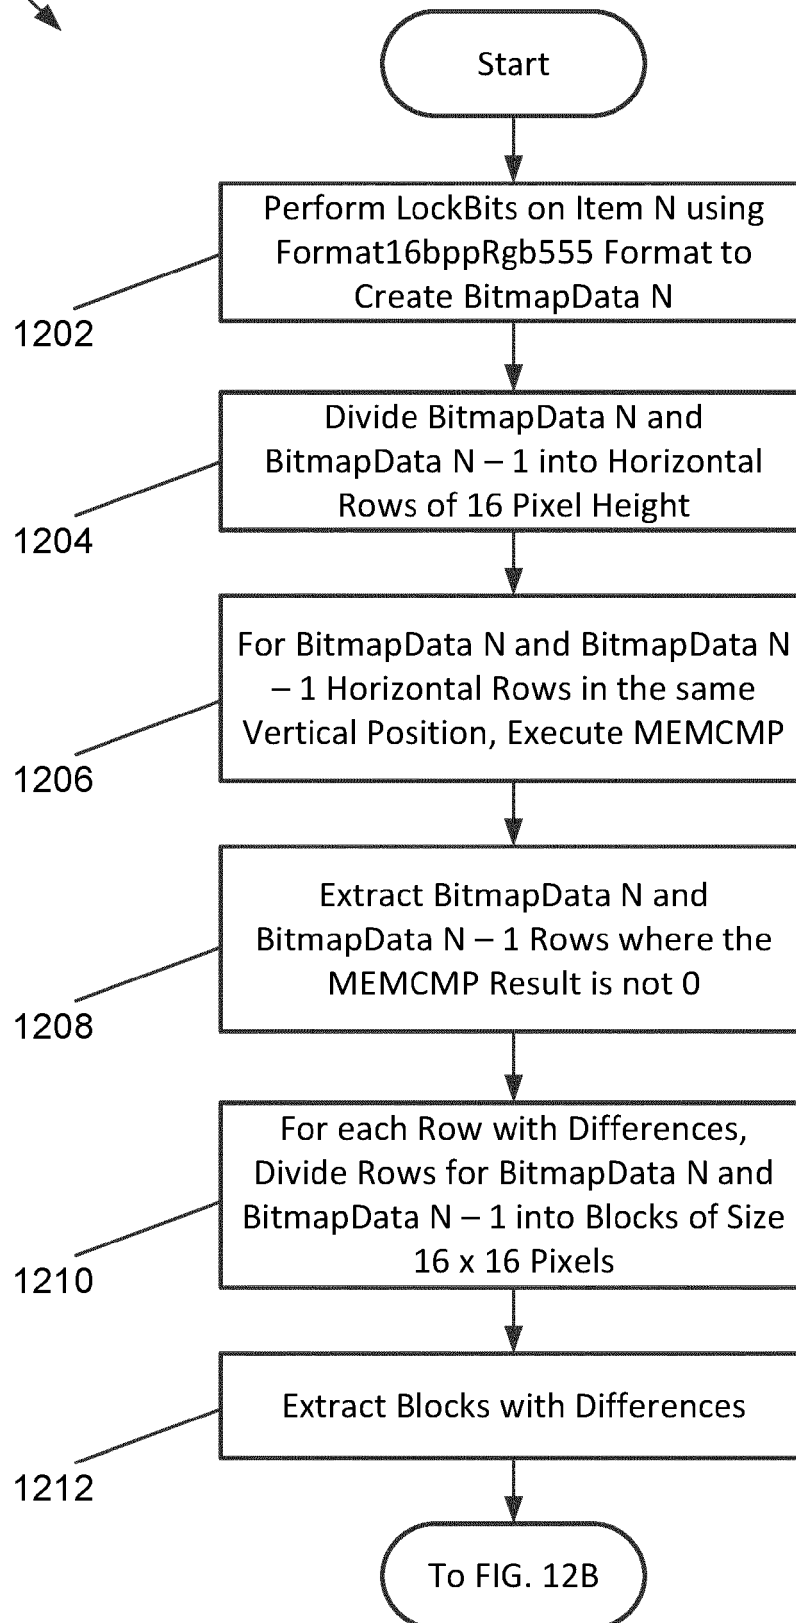 Start
Perform LockBits on Item N using
Format16bppRgb555 Format to
Create BitmapData N
1202
Divide BitmapData N and
BitmapData N – 1 into Horizontal
Rows of 16 Pixel Height
1204
For BitmapData N and BitmapData N
– 1 Horizontal Rows in the same
Vertical Position, Execute MEMCMP
1206
Extract BitmapData N and
BitmapData N – 1 Rows where the
MEMCMP Result is not 0
1208
For each Row with Differences,
Divide Rows for BitmapData N and
BitmapData N – 1 into Blocks of Size
16 x 16 Pixels
1210
Extract Blocks with Differences
1212
To FIG. 12B